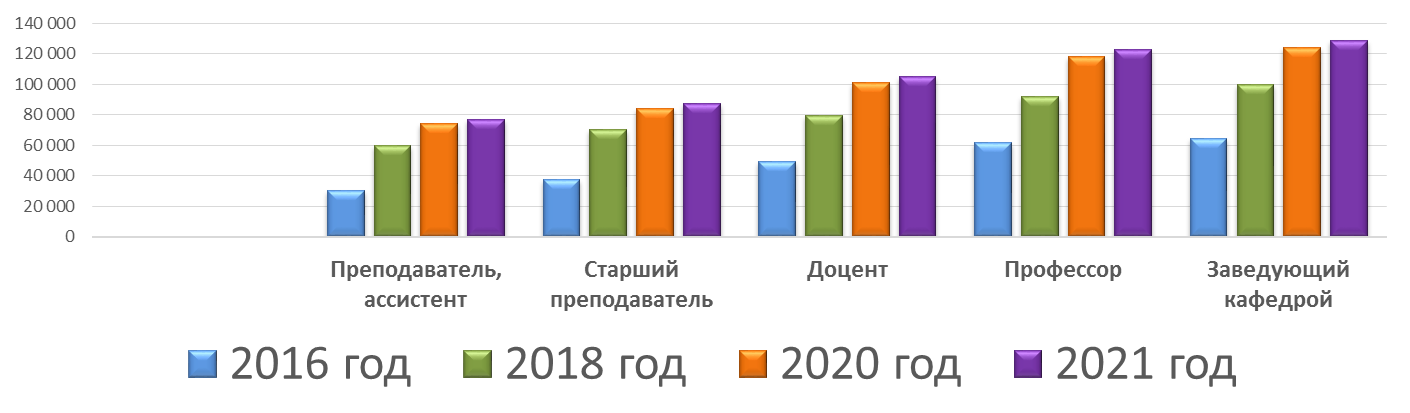 140 000
120 000
100 000
80 000
60 000
40 000
20 000
0
Преподаватель, ассистент
Старший преподаватель
Доцент
Профессор
Заведующий кафедрой
2016 год 2018 год 2020 год 2021 год